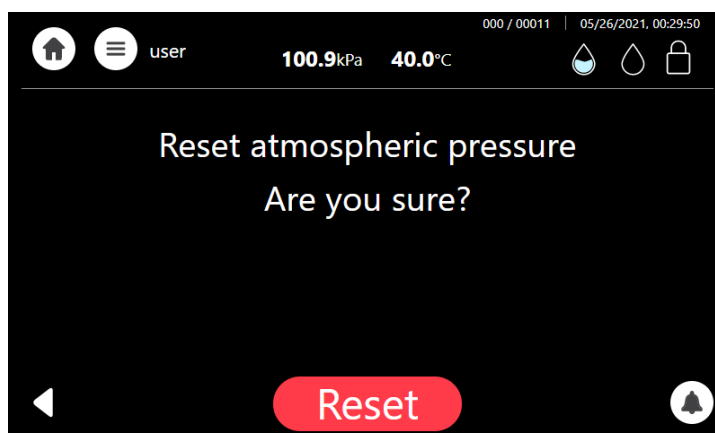 000 / 00011 | 05/26/2021, 00:29:50
user 100.9kPa 40.0°C
Reset atmospheric pressure
Are you sure?
Reset